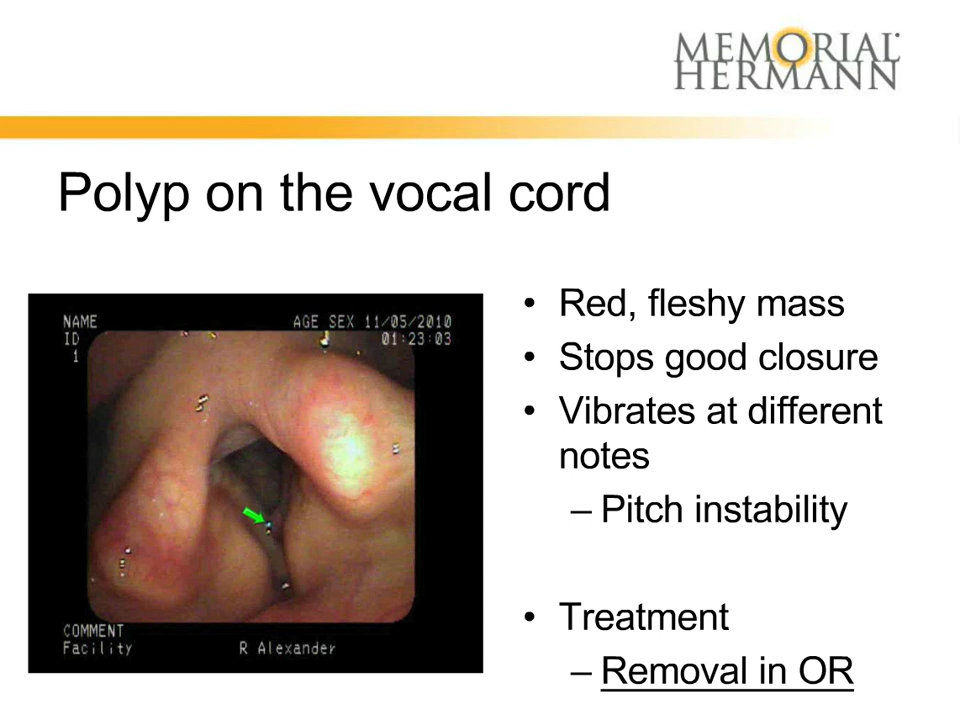 MEMORIAL
HERMANN
Polyp on the vocal cord
NAME
AGE SEX 11/05/2010
ID
01:23:03
1
COMMENT
Facility
R Alexander
• Red, fleshy mass
• Stops good closure
• Vibrates at different
notes
– Pitch instability
• Treatment
– Removal in OR